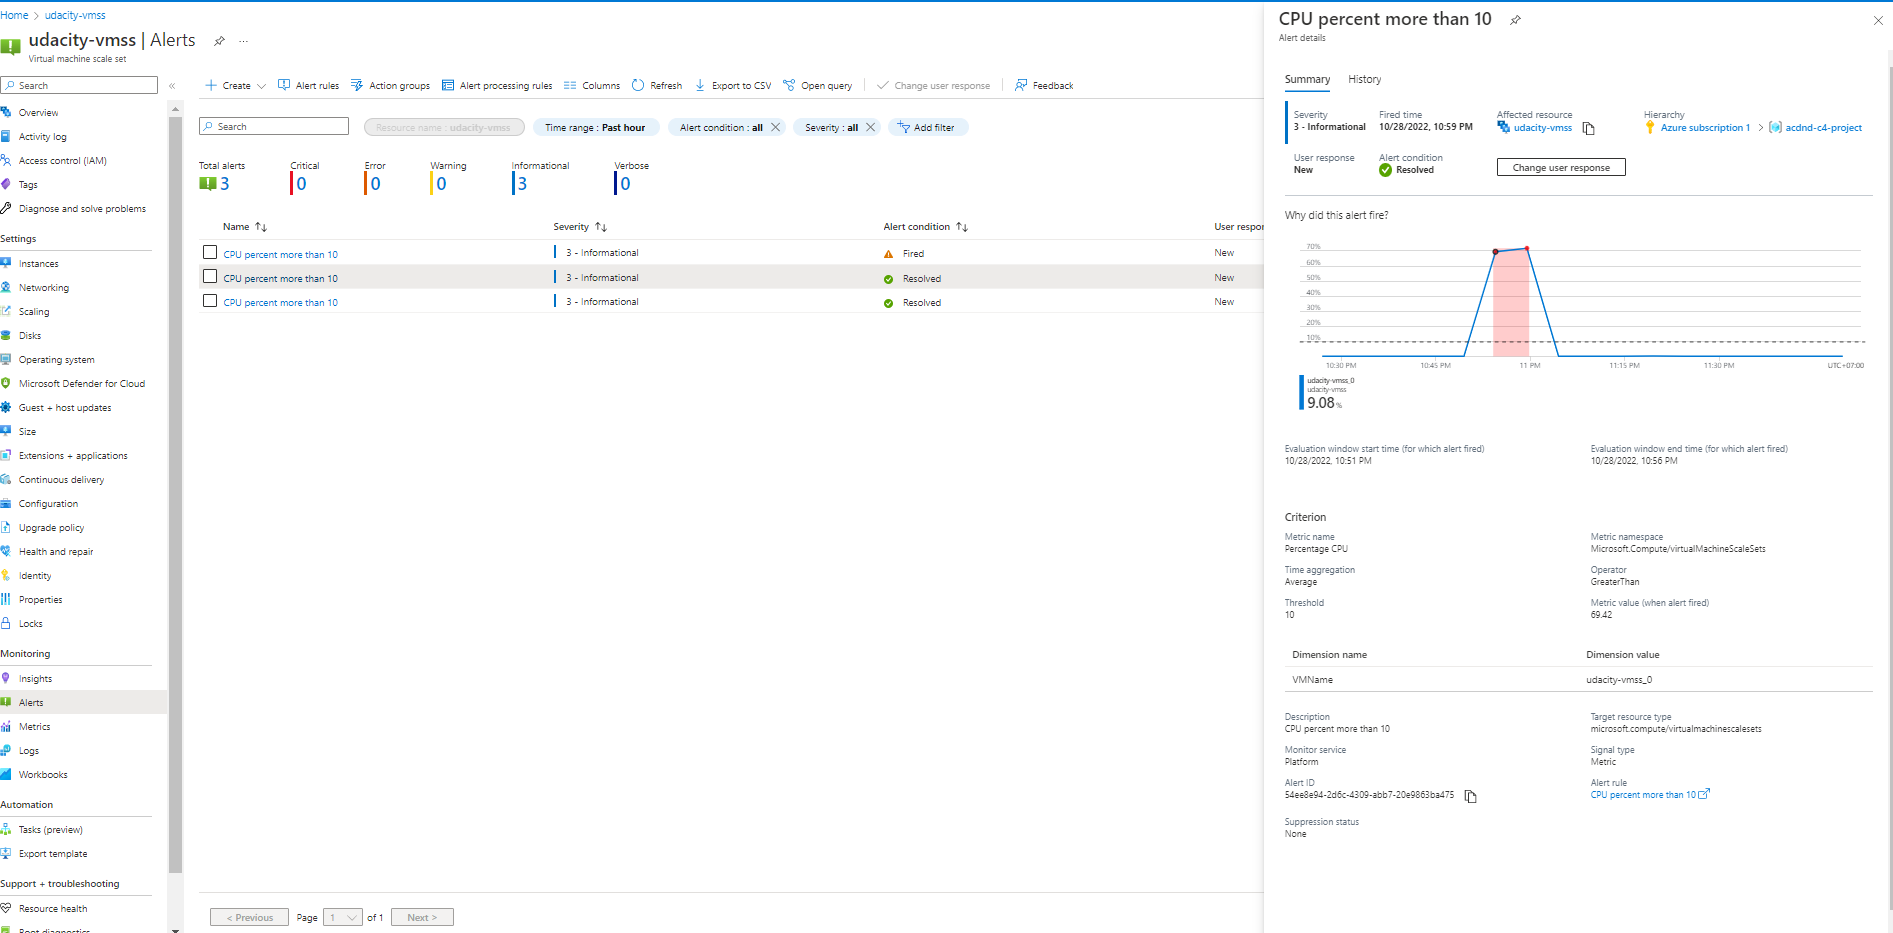 Home > udacity-vmss
udacity-vmss | Alerts ...
Virtual machine scale set
Search «
Overview
Activity log
Access control (IAM)
Tags
Diagnose and solve problems
Settings
Instances
Networking
Scaling
Disks
Operating system
Microsoft Defender for Cloud
Guest + host updates
Size
Extensions + applications
Continuous delivery
Configuration
Upgrade policy
Health and repair
Identity
Properties
Locks
Monitoring
Insights
Alerts
Metrics
Logs
Workbooks
Automation
Tasks (preview)
Export template
Support + troubleshooting
Resource health
Boot diagnostics
Create Alert rules Action groups Alert processing rules Columns Refresh Export to CSV Open query Change user response Feedback
Search Resource name : udacity-vmss Time range : Past hour Alert condition : all Severity : all Add filter
Total alerts Critical Error Warning Informational Verbose
3 0 0 0 3 0
Name Severity Alert condition User respor
CPU percent more than 10 3 - Informational Fired New
CPU percent more than 10 3 - Informational Resolved New
CPU percent more than 10 3 - Informational Resolved New
< Previous Page 1 of 1 Next >
CPU percent more than 10
Alert details
Summary History
Severity Fired time Affected resource Hierarchy
3 - Informational 10/28/2022, 10:59 PM udacity-vmss Azure subscription 1 > acdnd-c4-project
User response Alert condition
New Resolved Change user response
Why did this alert fire?
70%
60%
50%
40%
30%
20%
10%
10:30 PM 10:45 PM 11 PM 11:15 PM 11:30 PM UTC+07:00
udacity-vmss_0
udacity-vmss
9.08 %
Evaluation window start time (for which alert fired) Evaluation window end time (for which alert fired)
10/28/2022, 10:51 PM 10/28/2022, 10:56 PM
Criterion
Metric name Metric namespace
Percentage CPU Microsoft.Compute/virtualMachineScaleSets
Time aggregation Operator
Average GreaterThan
Threshold Metric value (when alert fired)
10 69.42
Dimension name Dimension value
VMName udacity-vmss_0
Description Target resource type
CPU percent more than 10 microsoft.compute/virtualmachinescalesets
Monitor service Signal type
Platform Metric
Alert ID Alert rule
54ee8e94-2d6c-4309-abb7-20e9863ba475 CPU percent more than 10
Suppression status
None